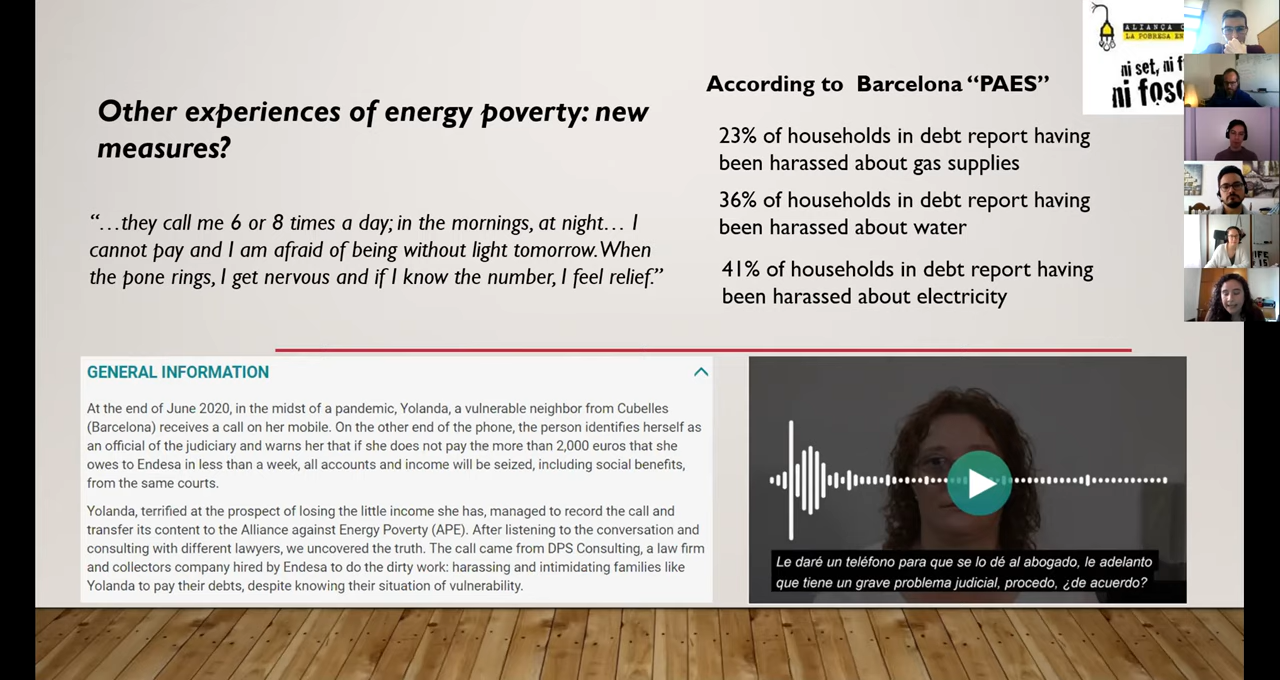 Other experiences of energy poverty: new
measures?
“…they call me 6 or 8 times a day; in the mornings, at night… I
cannot pay and I am afraid of being without light tomorrow. When
the pone rings, I get nervous and if I know the number, I feel relief.”
According to Barcelona “PAES”
23% of households in debt report having
been harassed about gas supplies
36% of households in debt report having
been harassed about water
41% of households in debt report having
been harassed about electricity
ALIANÇA
LA POBRESA EN
ni set, ni f
ni fosc
GENERAL INFORMATION
At the end of June 2020, in the midst of a pandemic, Yolanda, a vulnerable neighbor from Cubelles
(Barcelona) receives a call on her mobile. On the other end of the phone, the person identifies herself as
an official of the judiciary and warns her that if she does not pay the more than 2,000 euros that she
owes to Endesa in less than a week, all accounts and income will be seized, including social benefits,
from the same courts.
Yolanda, terrified at the prospect of losing the little income she has, managed to record the call and
transfer its content to the Alliance against Energy Poverty (APE). After listening to the conversation and
consulting with different lawyers, we uncovered the truth. The call came from DPS Consulting, a law firm
and collectors company hired by Endesa to do the dirty work: harassing and intimidating families like
Yolanda to pay their debts, despite knowing their situation of vulnerability.
Le daré un teléfono para que se lo dé al abogado, le adelanto
que tiene un grave problema judicial, procedo, ¿de acuerdo?